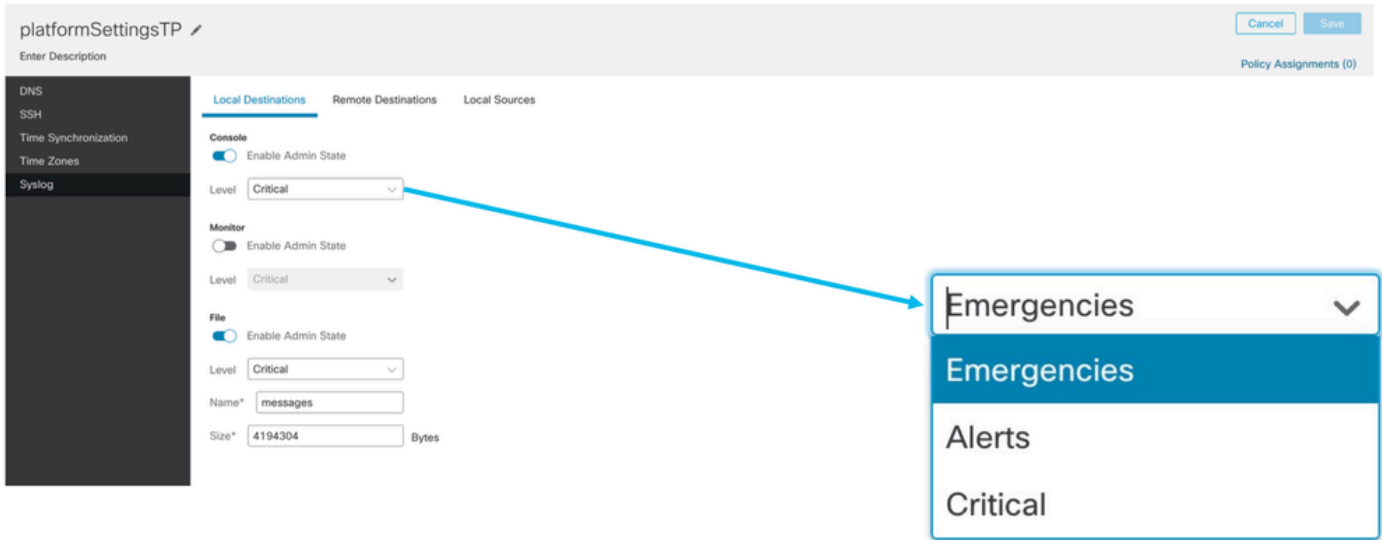 platformSettingsTP
Cancel Save
Enter Description
Policy Assignments (0)
DNS
SSH
Time Synchronization
Time Zones
Syslog
Local Destinations Remote Destinations Local Sources
Console
Enable Admin State
Level Critical
Monitor
Enable Admin State
Level Critical
File
Enable Admin State
Level Critical
Name* messages
Size* 4194304 Bytes
Emergencies
Emergencies
Alerts
Critical